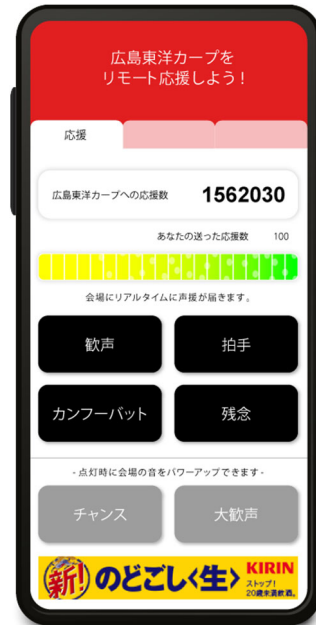 広島東洋カープを
リモート応援しよう！
応援
広島東洋カープへの応援数 1562030
あなたの送った応援数 100
会場にリアルタイムに声援が届きます。
歓声 拍手
カンフーバット 残念
- 点灯時に会場の音をパワーアップできます -
チャンス 大歓声
新! のどごし<生> KIRIN
ストップ!
20歳未満飲酒。